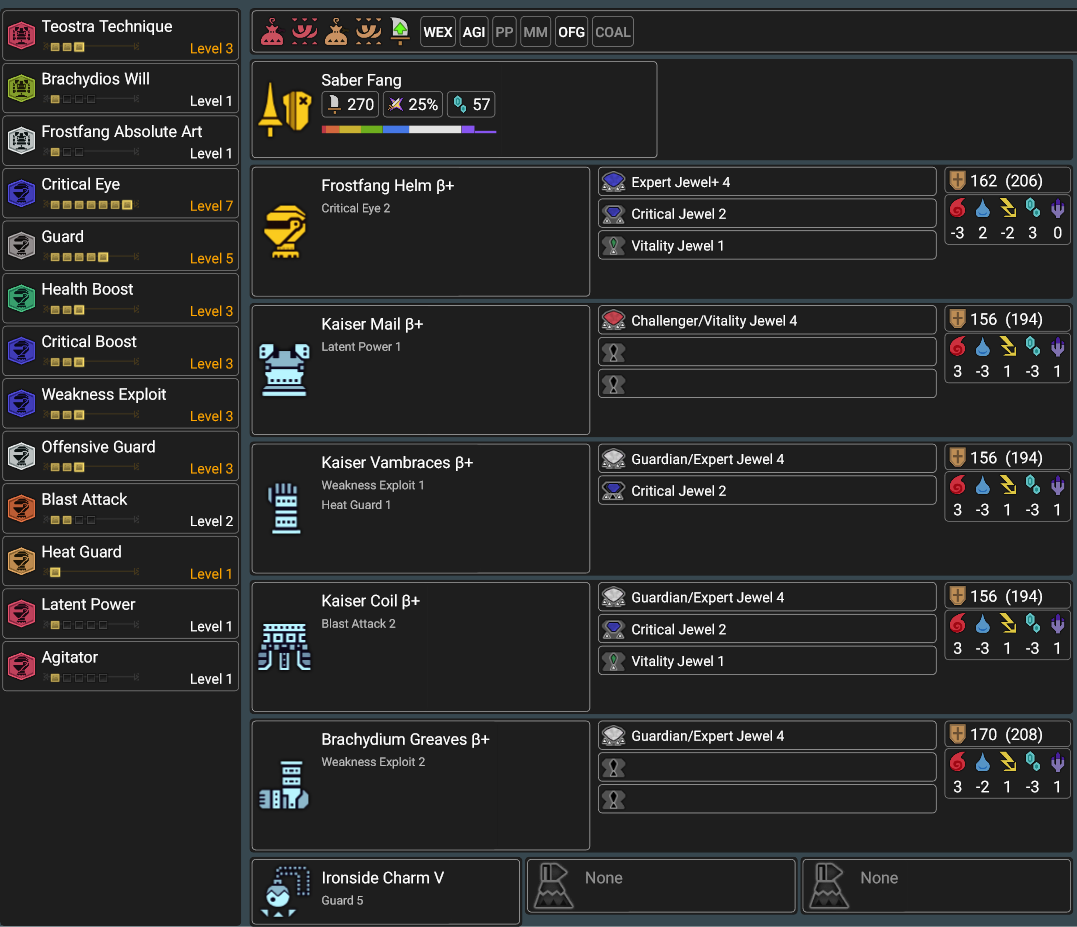 Teostra Technique
Level 3
Brachydios Will
Level 1
Frostfang Absolute Art
Level 1
Critical Eye
Level 7
Guard
Level 5
Health Boost
Level 3
Critical Boost
Level 3
Weakness Exploit
Level 3
Offensive Guard
Level 3
Blast Attack
Level 2
Heat Guard
Level 1
Latent Power
Level 1
Agitator
Level 1
WEX AGI PP MM OFG COAL
Saber Fang
270 25% 57
Frostfang Helm β+
Critical Eye 2
Expert Jewel+ 4
Critical Jewel 2
Vitality Jewel 1
162 (206)
-3 2 -2 3 0
Kaiser Mail β+
Latent Power 1
Challenger/Vitality Jewel 4
156 (194)
3 -3 1 -3 1
Kaiser Vambraces β+
Weakness Exploit 1
Heat Guard 1
Guardian/Expert Jewel 4
Critical Jewel 2
156 (194)
3 -3 1 -3 1
Kaiser Coil β+
Blast Attack 2
Guardian/Expert Jewel 4
Critical Jewel 2
Vitality Jewel 1
156 (194)
3 -3 1 -3 1
Brachydium Greaves β+
Weakness Exploit 2
Guardian/Expert Jewel 4
170 (208)
3 -2 1 -3 1
Ironside Charm V
Guard 5
None
None